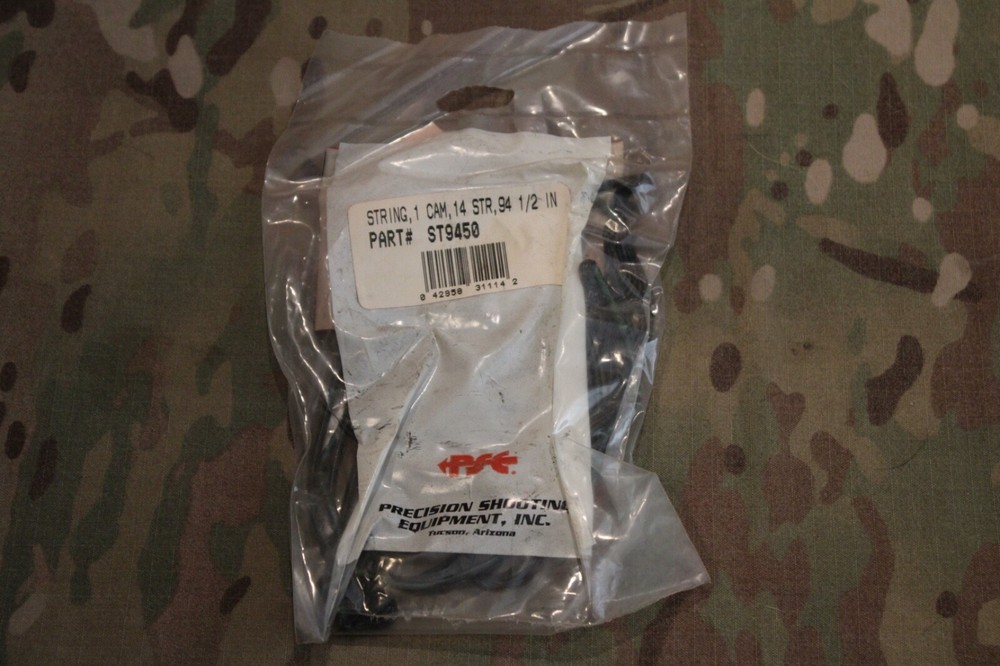 STRING,1 CAM,14 STR,94 1/2 IN
PART# ST9450
0 42958 31114 2
PSE
PRECISION SHOOTING
EQUIPMENT, INC.
Tucson, Arizona